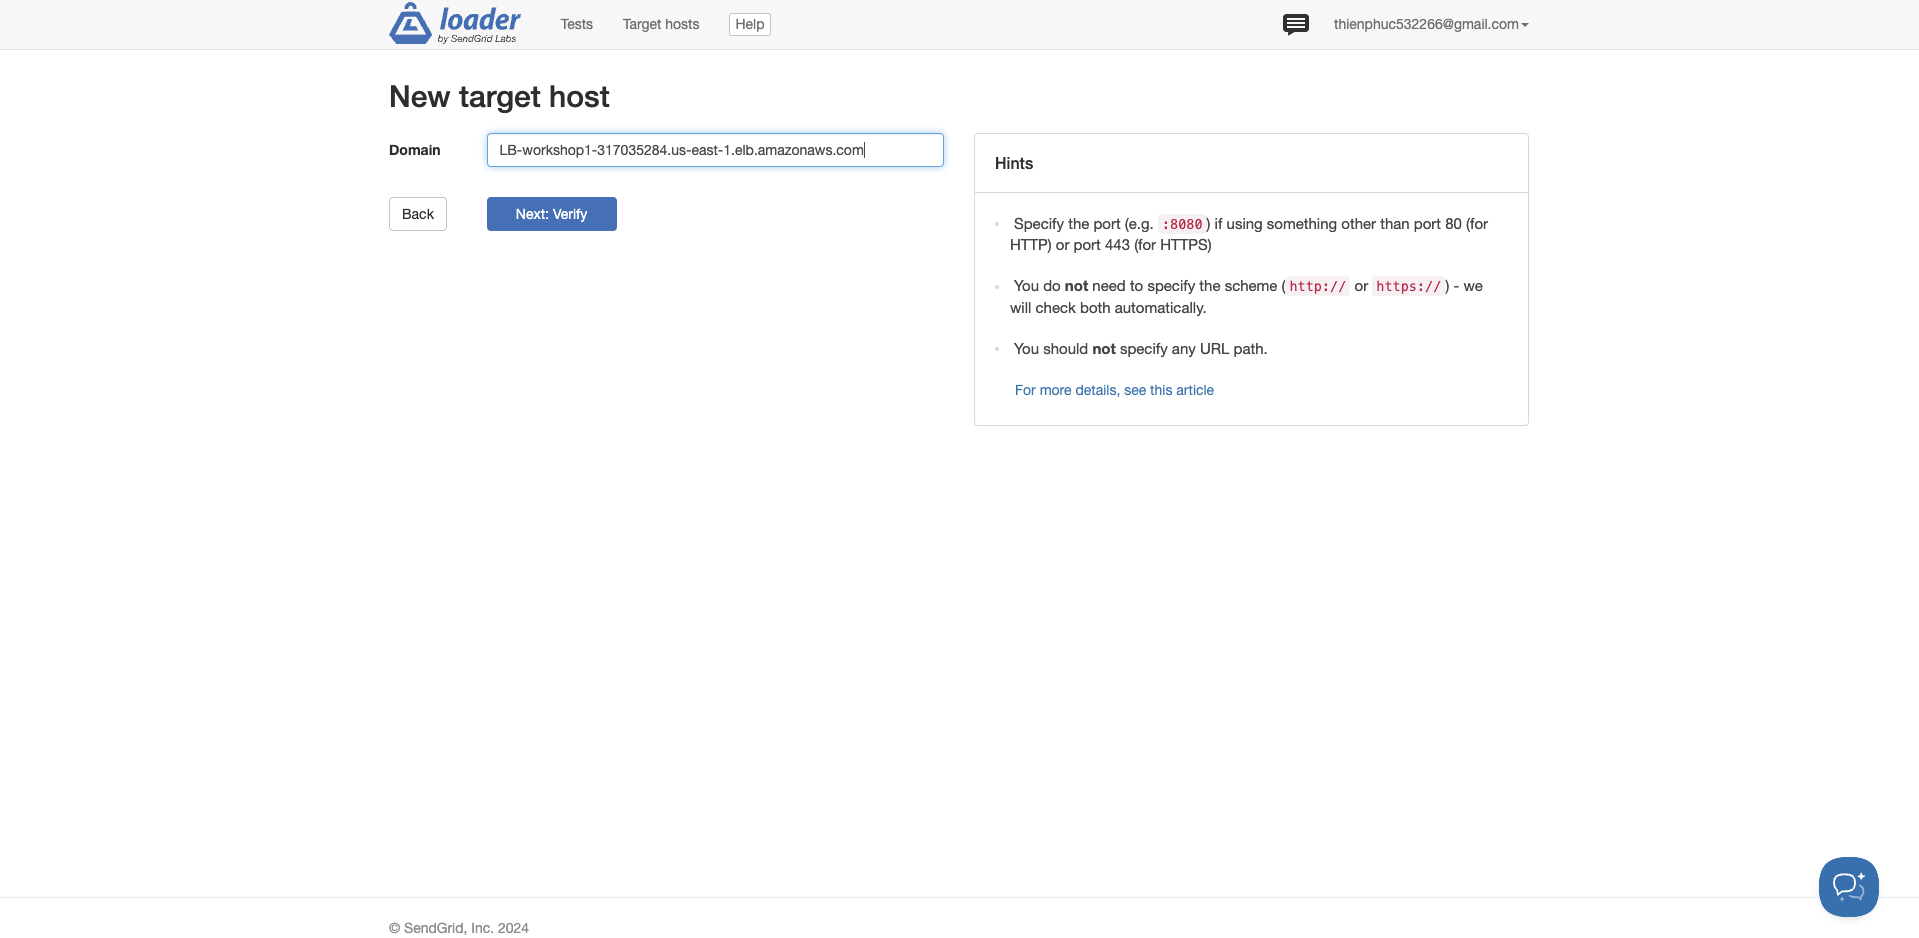 loader
by SendGrid Labs
Tests
Target hosts
Help
thienphuc532266@gmail.com
New target host
Domain
LB-workshop1-317035284.us-east-1.elb.amazonaws.com
Back
Next: Verify
Hints
Specify the port (e.g. :8080) if using something other than port 80 (for
HTTP) or port 443 (for HTTPS)
You do not need to specify the scheme (http:// or https://) - we
will check both automatically.
You should not specify any URL path.
For more details, see this article
© SendGrid, Inc. 2024